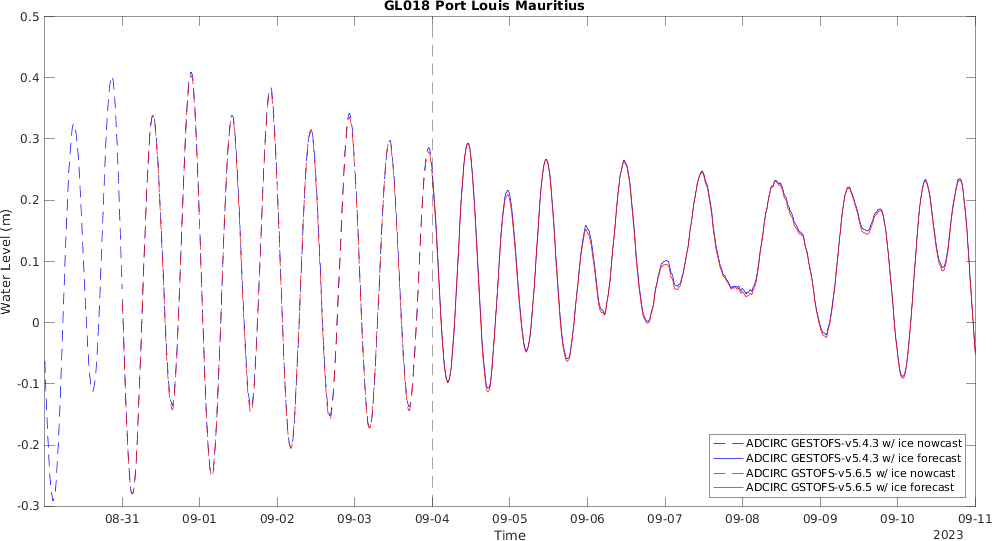 GL018 Port Louis Mauritius
Water Level (m)
0.5
0.4
0.3
0.2
0.1
0
-0.1
-0.2
-0.3
ADCIRC GESTOFS-v5.4.3 w/ ice nowcast
ADCIRC GESTOFS-v5.4.3 w/ ice forecast
ADCIRC GSTOFS-v5.6.5 w/ ice nowcast
ADCIRC GSTOFS-v5.6.5 w/ ice forecast
08-31 09-01 09-02 09-03 09-04 09-05 09-06 09-07 09-08 09-09 09-10 09-11
Time
2023